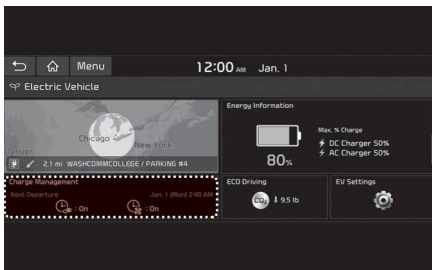 Menu
12:00 AM Jan. 1
Electric Vehicle
Chicago
New York
Denver
2.1 mi WASHCOMMCOLLEGE / PARKING #4
Energy Information
80%
Max. % Charge
DC Charger 50%
AC Charger 50%
Charge Management
Next Departure Jan. 1 (Mon) 2:40 AM
: On : On
ECO Driving
CO₂ ⬇ 9.5 lb
EV Settings